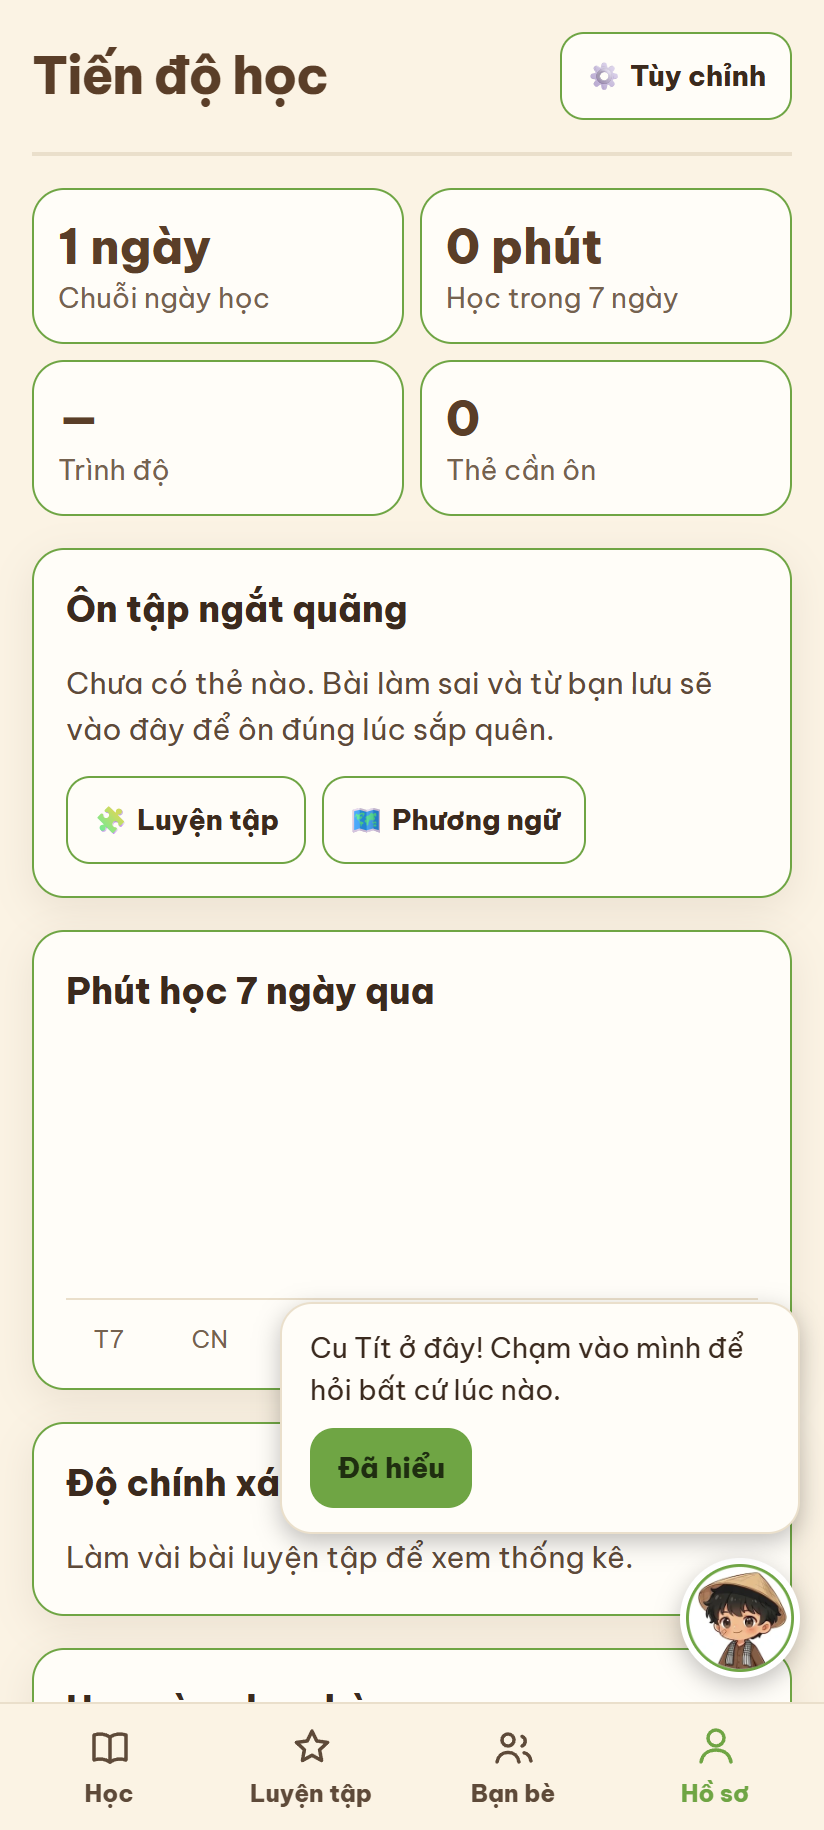 Tiến độ học
Tùy chỉnh
1 ngày
Chuỗi ngày học
0 phút
Học trong 7 ngày
–
Trình độ
0
Thẻ cần ôn
Ôn tập ngắt quãng
Chưa có thẻ nào. Bài làm sai và từ bạn lưu sẽ
vào đây để ôn đúng lúc sắp quên.
Luyện tập
Phương ngữ
Phút học 7 ngày qua
T7
CN
Cu Tít ở đây! Chạm vào mình để
hỏi bất cứ lúc nào.
Đã hiểu
Độ chính xá
Làm vài bài luyện tập để xem thống kê.
Học
Luyện tập
Bạn bè
Hồ sơ